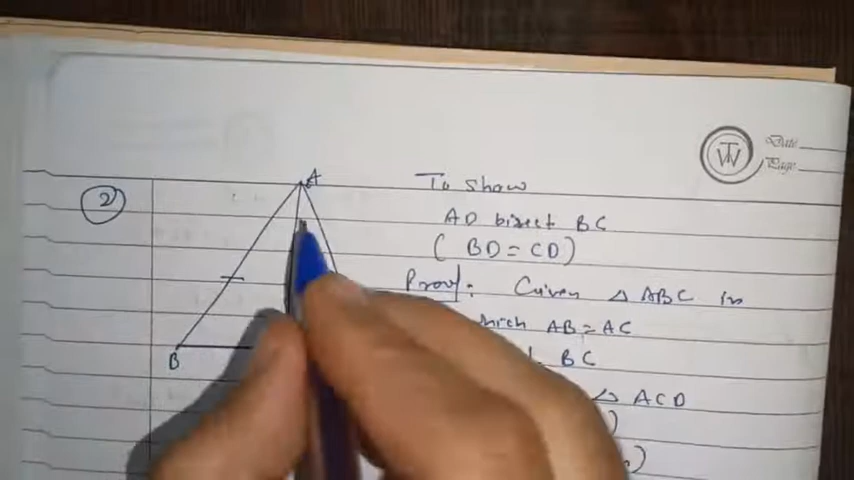 2
A
B
To show
AD bisect BC
( BD = CD )
Proof : Given △ ABC in
which AB = AC
BC
△ ACD
TW
Date
Page